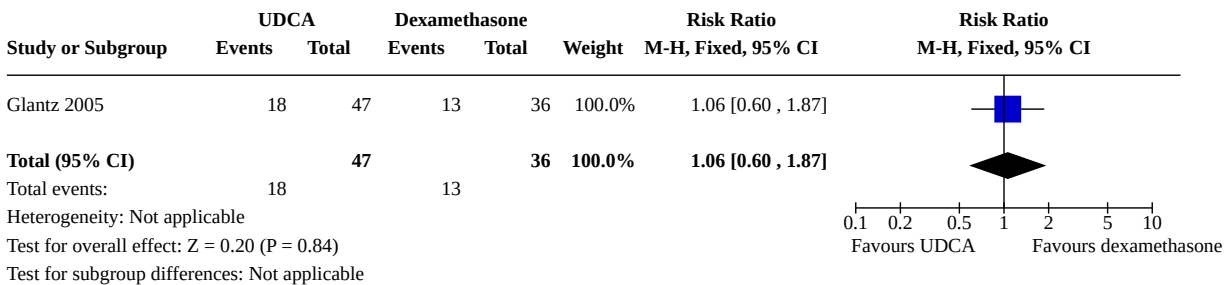 UDCA Dexamethasone Risk Ratio Risk Ratio
Study or Subgroup Events Total Events Total Weight M-H, Fixed, 95% CI M-H, Fixed, 95% CI
Glantz 2005 18 47 13 36 100.0% 1.06 [0.60 , 1.87]
Total (95% CI) 47 36 100.0% 1.06 [0.60 , 1.87]
Total events: 18 13
Heterogeneity: Not applicable
0.1 0.2 0.5 1 2 5 10
Test for overall effect: Z = 0.20 (P = 0.84) Favours UDCA Favours dexamethasone
Test for subgroup differences: Not applicable